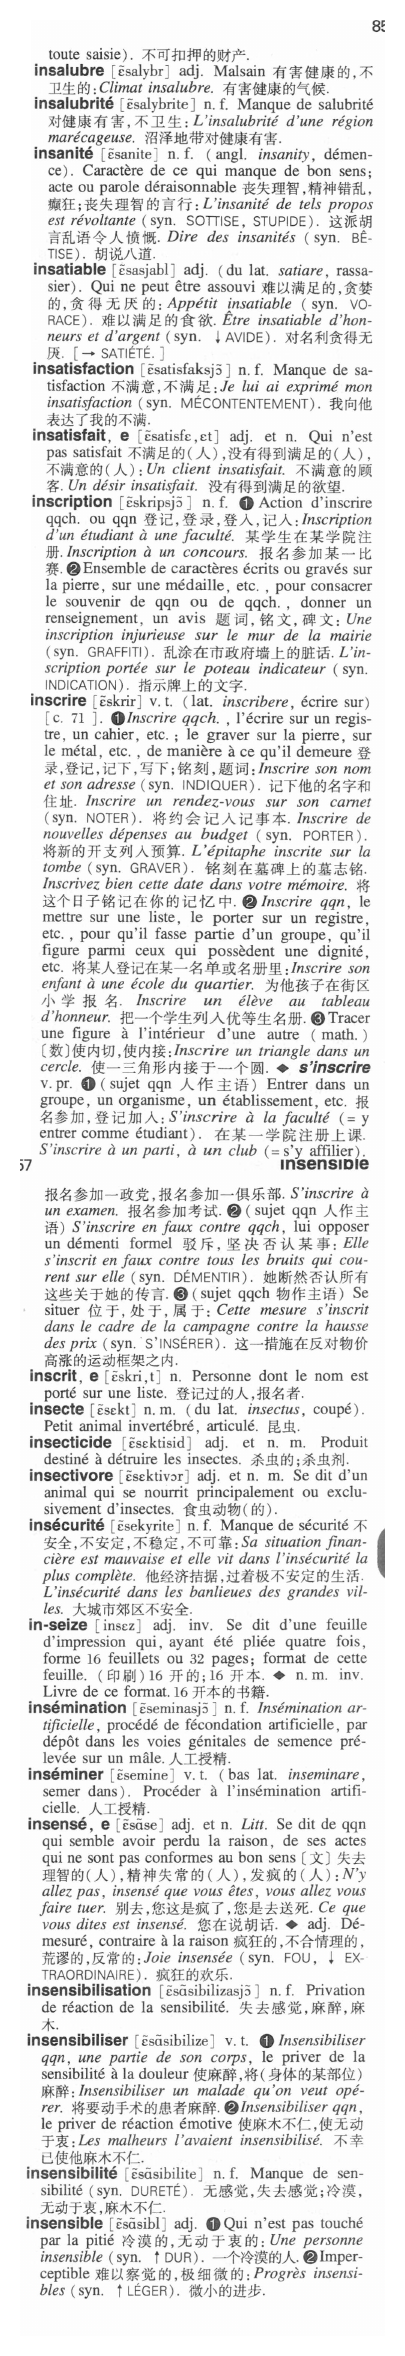 85
toute saisie). 不可扣押的财产.
insalubre [ɛ̃salybr] adj. Malsain 有害健康的,不
卫生的:Climat insalubre. 有害健康的气候.
insalubrité [ɛ̃salybrite] n. f. Manque de salubrité
对健康有害,不卫生: L'insalubrité d'une région
marécageuse. 沼泽地带对健康有害.
insanité [ɛ̃sanite] n. f. (angl. insanity, démen-
ce). Caractère de ce qui manque de bon sens;
acte ou parole déraisonnable 丧失理智,精神错乱,
癫狂;丧失理智的言行: L'insanité de tels propos
est révoltante (syn. SOTTISE, STUPIDE). 这派胡
言乱语令人愤慨. Dire des insanités (syn. BÊ-
TISE). 胡说八道.
insatiable [ɛ̃sasjabl] adj. (du lat. satiare, rassa-
sier). Qui ne peut être assouvi 难以满足的,贪婪
的,贪得无厌的: Appétit insatiable (syn. VO-
RACE). 难以满足的食欲. Être insatiable d'hon-
neurs et d'argent (syn. ↓ AVIDE). 对名利贪得无
厌. [→ SATIÉTÉ. ]
insatisfaction [ɛ̃satisfaksjɔ̃] n. f. Manque de sa-
tisfaction 不满意,不满足:Je lui ai exprimé mon
insatisfaction (syn. MÉCONTENTEMENT). 我向他
表达了我的不满.
insatisfait, e [ɛ̃satisfɛ,ɛt] adj. et n. Qui n'est
pas satisfait 不满足的(人),没有得到满足的(人),
不满意的(人): Un client insatisfait. 不满意的顾
客. Un désir insatisfait. 没有得到满足的欲望.
inscription [ɛ̃skripsjɔ̃] n. f. ❶ Action d'inscrire
qqch. ou qqn 登记,登录,登入,记入: Inscription
d'un étudiant à une faculté. 某学生在某学院注
册. Inscription à un concours. 报名参加某一比
赛. ❷ Ensemble de caractères écrits ou gravés sur
la pierre, sur une médaille, etc. , pour consacrer
le souvenir de qqn ou de qqch. , donner un
renseignement, un avis 题词,铭文,碑文: Une
inscription injurieuse sur le mur de la mairie
(syn. GRAFFITI). 乱涂在市政府墙上的脏话. L'in-
scription portée sur le poteau indicateur (syn.
INDICATION). 指示牌上的文字.
inscrire [ɛ̃skrir] v. t. (lat. inscribere, écrire sur)
[c. 71 ]. ❶ Inscrire qqch. , l'écrire sur un regis-
tre, un cahier, etc. ; le graver sur la pierre, sur
le métal, etc. , de manière à ce qu'il demeure 登
录,登记,记下,写下;铭刻,题词:Inscrire son nom
et son adresse (syn. INDIQUER). 记下他的名字和
住址. Inscrire un rendez-vous sur son carnet
(syn. NOTER). 将约会记入记事本. Inscrire de
nouvelles dépenses au budget (syn. PORTER).
将新的开支列入预算. L'épitaphe inscrite sur la
tombe (syn. GRAVER). 铭刻在墓碑上的墓志铭.
Inscrivez bien cette date dans votre mémoire. 将
这个日子铭记在你的记忆中. ❷ Inscrire qqn, le
mettre sur une liste, le porter sur un registre,
etc. , pour qu'il fasse partie d'un groupe, qu'il
figure parmi ceux qui possèdent une dignité,
etc. 将某人登记在某一名单或名册里:Inscrire son
enfant à une école du quartier. 为他孩子在街区
小学报名. Inscrire un élève au tableau
d'honneur. 把一个学生列入优等生名册. ❸ Tracer
une figure à l'intérieur d'une autre (math.)
〔数〕使内切,使内接:Inscrire un triangle dans un
cercle. 使一三角形内接于一个圆. ◆ s'inscrire
v. pr. ❶ (sujet qqn 人作主语) Entrer dans un
groupe, un organisme, un établissement, etc. 报
名参加,登记加入: S'inscrire à la faculté (= y
entrer comme étudiant). 在某一学院注册上课.
S'inscrire à un parti, à un club (= s'y affilier).
57 insensible
报名参加一政党,报名参加一俱乐部. S'inscrire à
un examen. 报名参加考试. ❷ (sujet qqn 人作主
语) S'inscrire en faux contre qqch, lui opposer
un démenti formel 驳斥,坚决否认某事: Elle
s'inscrit en faux contre tous les bruits qui cou-
rent sur elle (syn. DÉMENTIR). 她断然否认所有
这些关于她的传言. ❸ (sujet qqch 物作主语) Se
situer 位于,处于,属于: Cette mesure s'inscrit
dans le cadre de la campagne contre la hausse
des prix (syn. S'INSÉRER). 这一措施在反对物价
高涨的运动框架之内.
inscrit, e [ɛ̃skri,t] n. Personne dont le nom est
porté sur une liste. 登记过的人,报名者.
insecte [ɛ̃sɛkt] n. m. (du lat. insectus, coupé).
Petit animal invertébré, articulé. 昆虫.
insecticide [ɛ̃sɛktisid] adj. et n. m. Produit
destiné à détruire les insectes. 杀虫的;杀虫剂.
insectivore [ɛ̃sɛktivɔr] adj. et n. m. Se dit d'un
animal qui se nourrit principalement ou exclu-
sivement d'insectes. 食虫动物(的).
insécurité [ɛ̃sekyrite] n. f. Manque de sécurité 不
安全,不安定,不稳定,不可靠:Sa situation finan-
cière est mauvaise et elle vit dans l'insécurité la
plus complète. 他经济拮据,过着极不安定的生活.
L'insécurité dans les banlieues des grandes vil-
les. 大城市郊区不安全.
in-seize [insɛz] adj. inv. Se dit d'une feuille
d'impression qui, ayant été pliée quatre fois,
forme 16 feuillets ou 32 pages; format de cette
feuille. (印刷)16 开的;16 开本. ◆ n. m. inv.
Livre de ce format. 16 开本的书籍.
insémination [ɛ̃seminasjɔ̃] n. f. Insémination ar-
tificielle, procédé de fécondation artificielle, par
dépôt dans les voies génitales de semence pré-
levée sur un mâle. 人工授精.
inséminer [ɛ̃semine] v. t. (bas lat. inseminare,
semer dans). Procéder à l'insémination artifi-
cielle. 人工授精.
insensé, e [ɛ̃sɑ̃se] adj. et n. Litt. Se dit de qqn
qui semble avoir perdu la raison, de ses actes
qui ne sont pas conformes au bon sens〔文〕失去
理智的(人),精神失常的(人),发疯的(人): N'y
allez pas, insensé que vous êtes, vous allez vous
faire tuer. 别去,您这是疯了,您是去送死. Ce que
vous dites est insensé. 您在说胡话. ◆ adj. Dé-
mesuré, contraire à la raison 疯狂的,不合情理的,
荒谬的,反常的:Joie insensée (syn. FOU, ↓ EX-
TRAORDINAIRE). 疯狂的欢乐.
insensibilisation [ɛ̃sɑ̃sibilizasjɔ̃] n. f. Privation
de réaction de la sensibilité. 失去感觉,麻醉,麻
木.
insensibiliser [ɛ̃sɑ̃sibilize] v. t. ❶ Insensibiliser
qqn, une partie de son corps, le priver de la
sensibilité à la douleur 使麻醉,将(身体的某部位)
麻醉: Insensibiliser un malade qu'on veut opé-
rer. 将要动手术的患者麻醉. ❷ Insensibiliser qqn,
le priver de réaction émotive 使麻木不仁,使无动
于衷:Les malheurs l'avaient insensibilisé. 不幸
已使他麻木不仁.
insensibilité [ɛ̃sɑ̃sibilite] n. f. Manque de sen-
sibilité (syn. DURETÉ). 无感觉,失去感觉;冷漠,
无动于衷,麻木不仁.
insensible [ɛ̃sɑ̃sibl] adj. ❶ Qui n'est pas touché
par la pitié 冷漠的,无动于衷的: Une personne
insensible (syn. ↑ DUR). 一个冷漠的人. ❷ Imper-
ceptible 难以察觉的,极细微的: Progrès insensi-
bles (syn. ↑ LÉGER). 微小的进步.